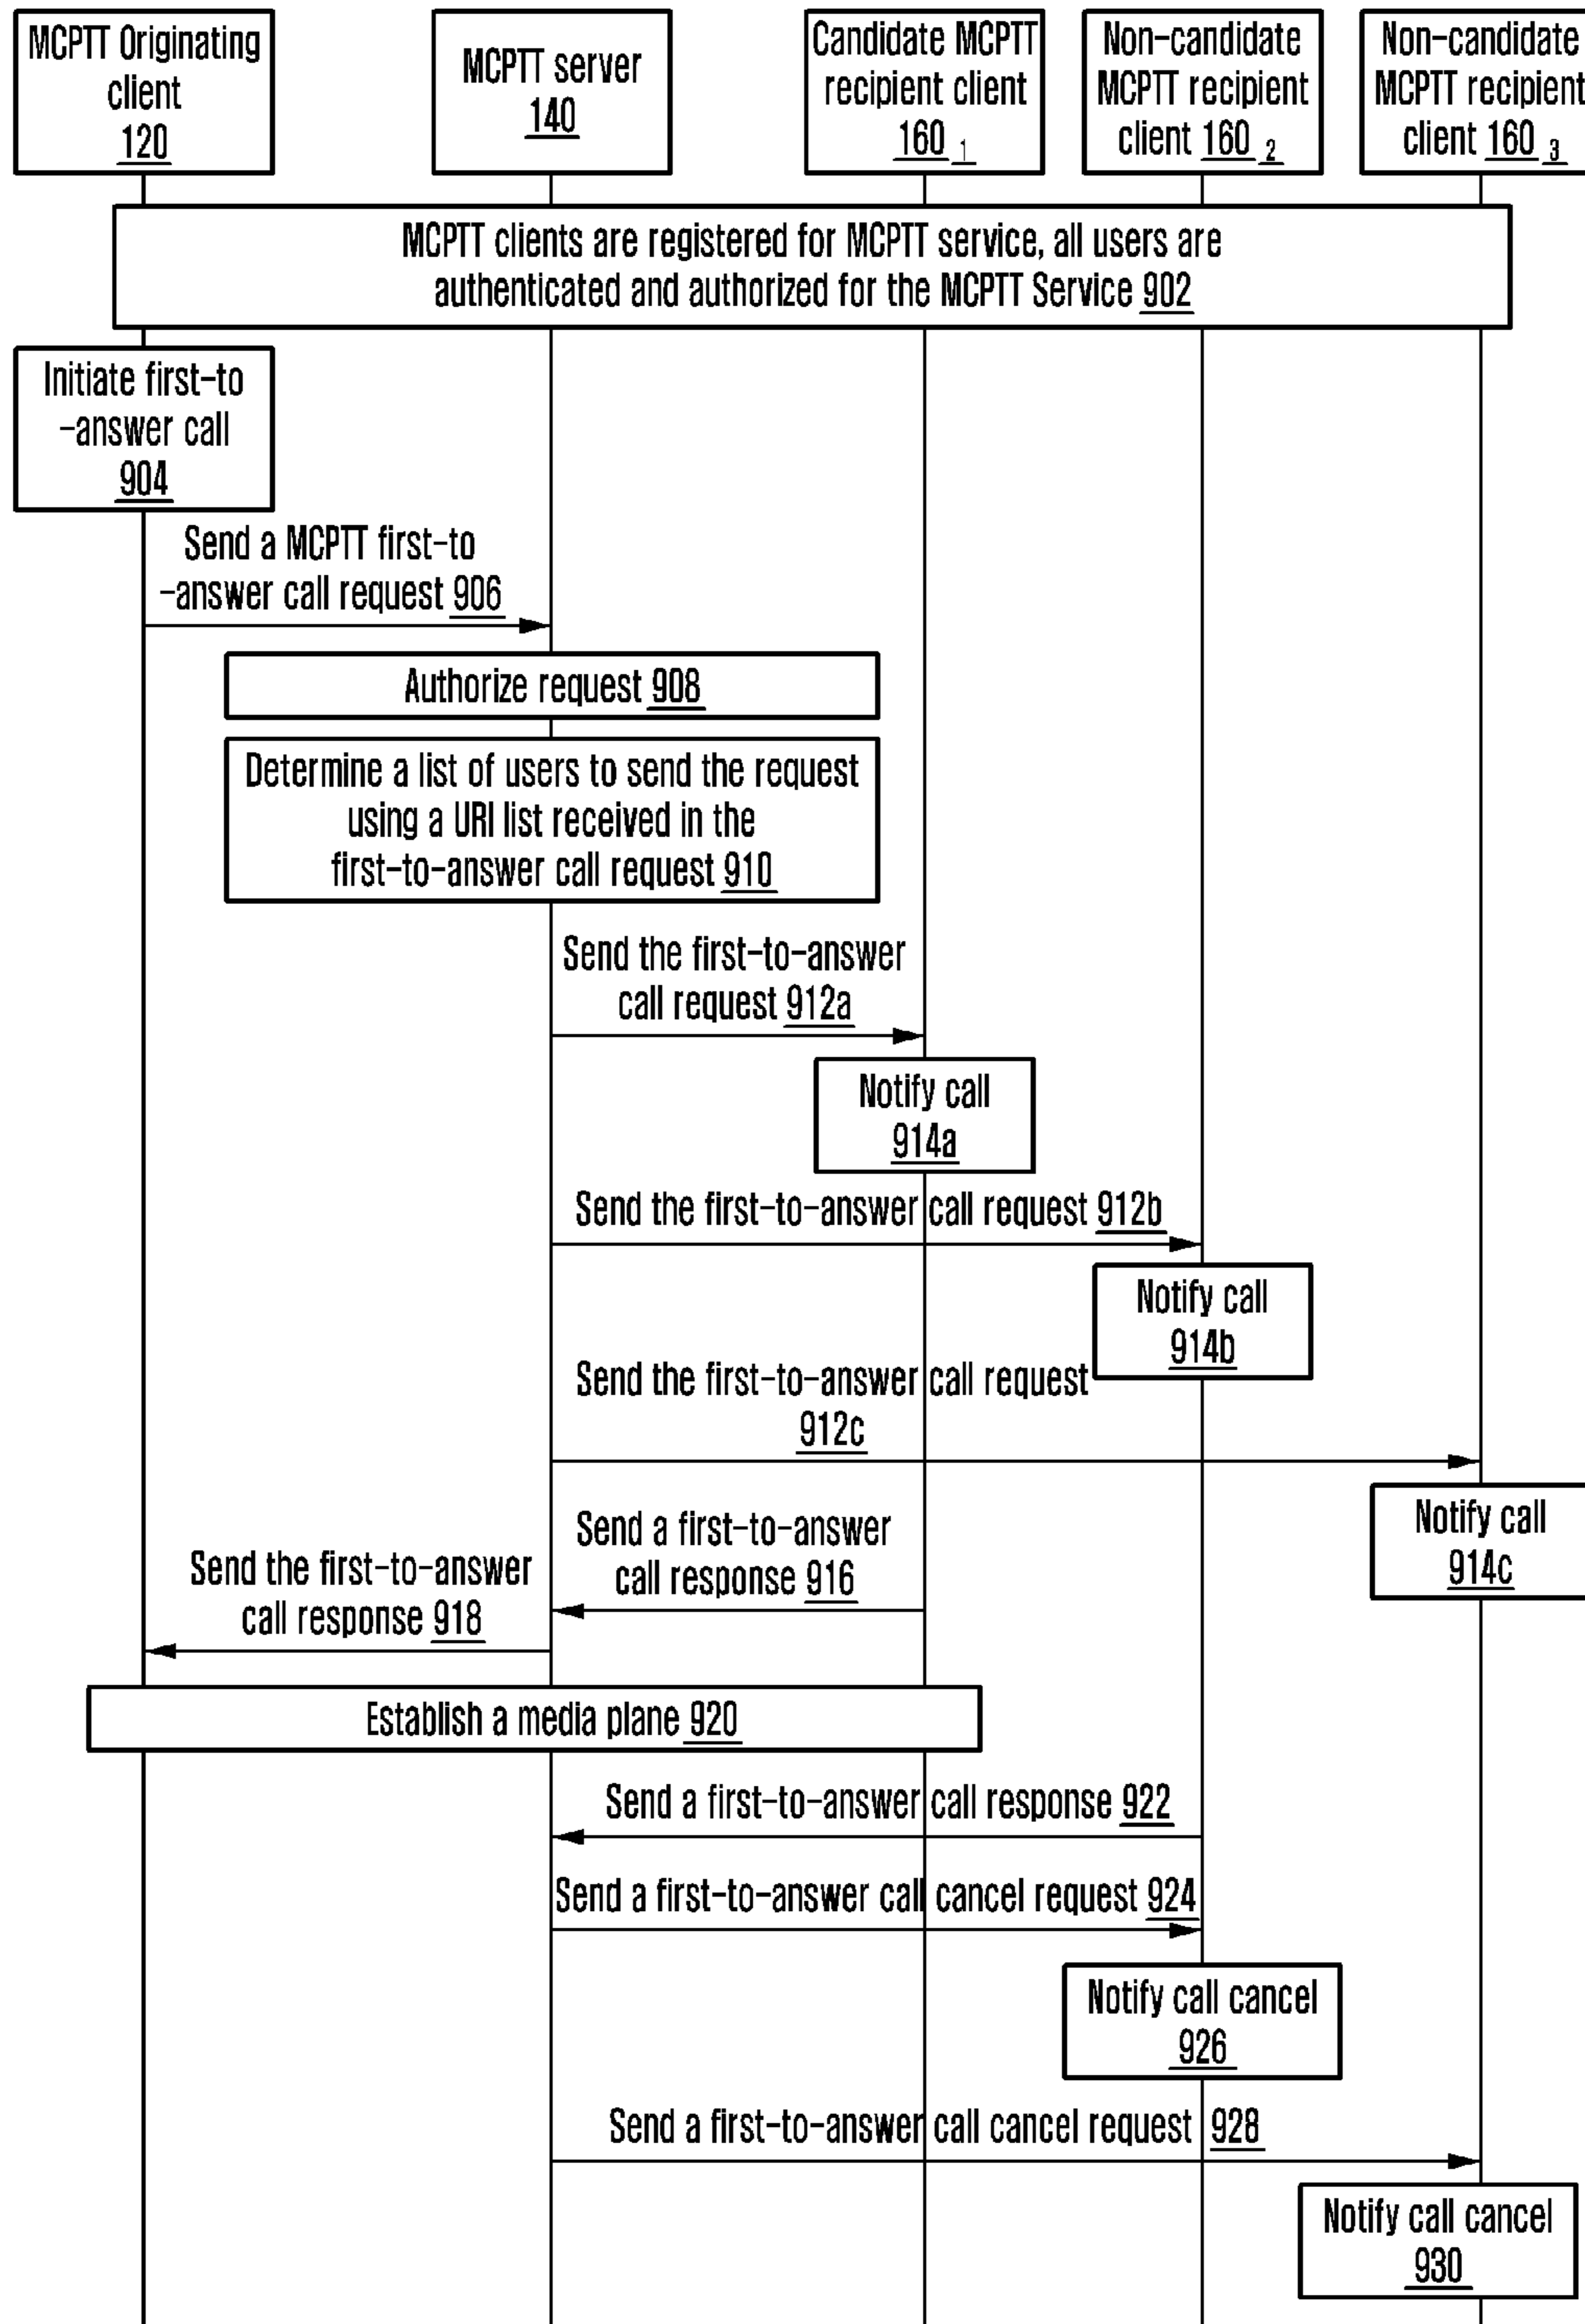 MCPTT Originating
client
120
MCPTT server
140
Candidate MCPTT
recipient client
160 1
Non-candidate
MCPTT recipient
client 160 2
Non-candidate
MCPTT recipient
client 160 3
MCPTT clients are registered for MCPTT service, all users are
authenticated and authorized for the MCPTT Service 902
Initiate first-to
-answer call
904
Send a MCPTT first-to
-answer call request 906
Authorize request 908
Determine a list of users to send the request
using a URI list received in the
first-to-answer call request 910
Send the first-to-answer
call request 912a
Notify call
914a
Send the first-to-answer call request 912b
Notify call
914b
Send the first-to-answer call request
912c
Notify call
914c
Send a first-to-answer
call response 916
Send the first-to-answer
call response 918
Establish a media plane 920
Send a first-to-answer call response 922
Send a first-to-answer call cancel request 924
Notify call cancel
926
Send a first-to-answer call cancel request 928
Notify call cancel
930